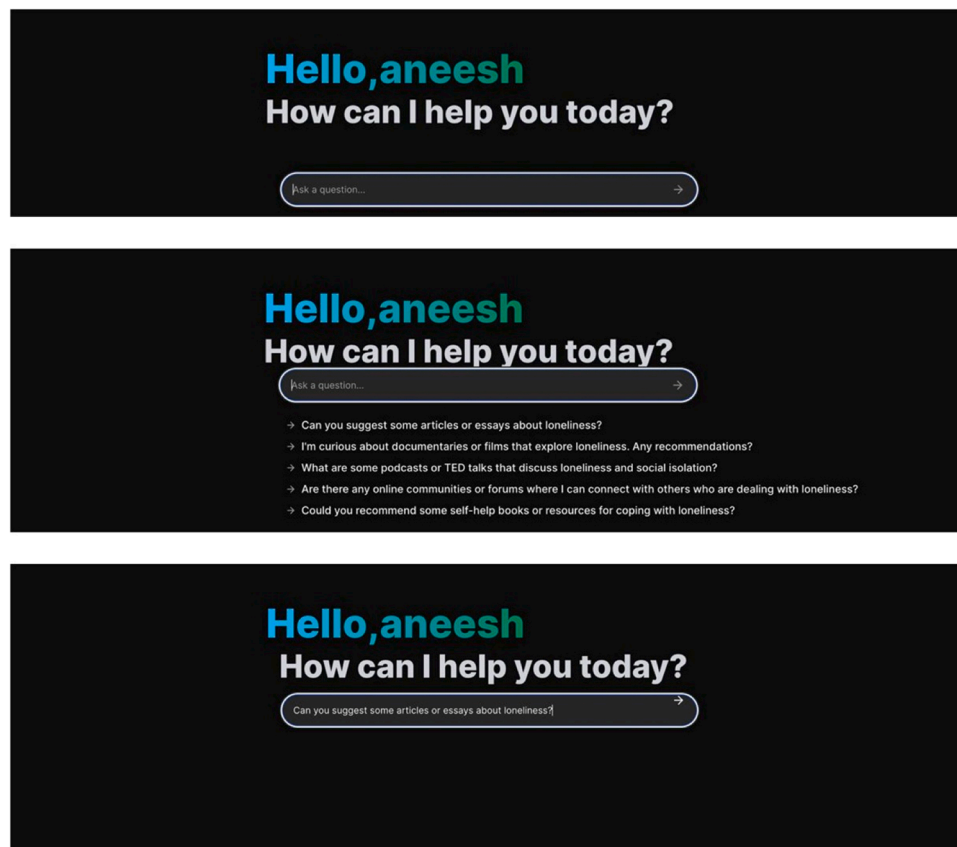 Hello,aneesh
How can I help you today?
Ask a question...
→
Hello,aneesh
How can I help you today?
Ask a question...
→
→ Can you suggest some articles or essays about loneliness?
→ I'm curious about documentaries or films that explore loneliness. Any recommendations?
→ What are some podcasts or TED talks that discuss loneliness and social isolation?
→ Are there any online communities or forums where I can connect with others who are dealing with loneliness?
→ Could you recommend some self-help books or resources for coping with loneliness?
Hello,aneesh
How can I help you today?
Can you suggest some articles or essays about loneliness?
→